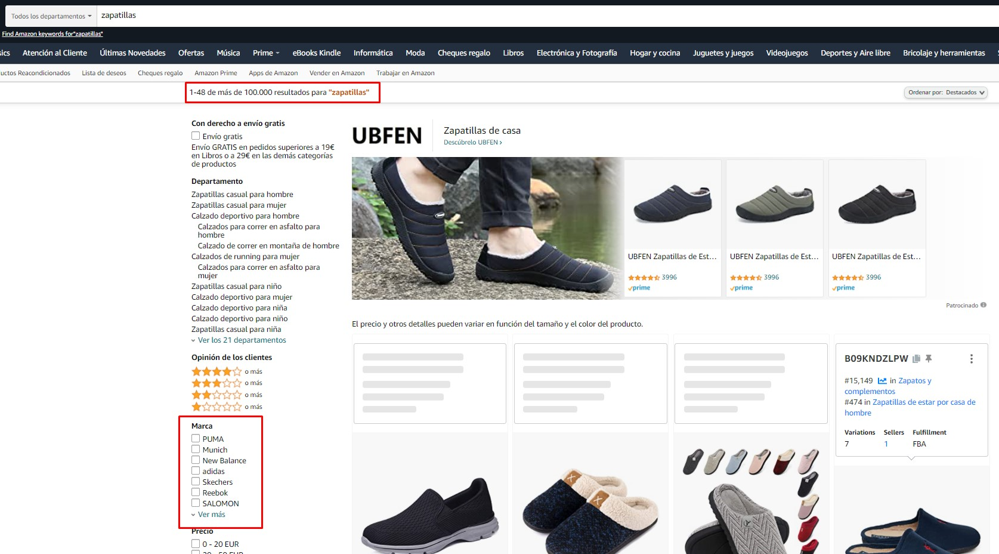 Todos los departamentos
zapatillas
Find Amazon keywords for"zapatillas"
sics Atención al Cliente Últimas Novedades Ofertas Música Prime eBooks Kindle Informática Moda Cheques regalo Libros Electrónica y Fotografía Hogar y cocina Juguetes y juegos Videojuegos Deportes y Aire libre Bricolaje y herramientas
uctos Reacondicionados Lista de deseos Cheques regalo Amazon Prime Apps de Amazon Vender en Amazon Trabajar en Amazon
1-48 de más de 100.000 resultados para "zapatillas"
Ordenar por: Destacados
Con derecho a envío gratis
Envío gratis
Envío GRATIS en pedidos superiores a 19€
en Libros o a 29€ en las demás categorías
de productos
Departamento
Zapatillas casual para hombre
Zapatillas casual para mujer
Calzado deportivo para hombre
Calzados para correr en asfalto para
hombre
Calzado de correr en montaña de hombre
Calzados de running para mujer
Calzados para correr en asfalto para
mujer
Zapatillas casual para niño
Calzado deportivo para mujer
Calzado deportivo para niña
Calzado deportivo para niño
Zapatillas casual para niña
Ver los 21 departamentos
Opinión de los clientes
o más
o más
o más
o más
Marca
PUMA
Munich
New Balance
adidas
Skechers
Reebok
SALOMON
Ver más
Precio
0 - 20 EUR
20 - 50 EUR
UBFEN
Zapatillas de casa
Descúbrelo UBFEN ›
UBFEN Zapatillas de Est...
3996
prime
UBFEN Zapatillas de Est...
3996
prime
UBFEN Zapatillas de Est...
3996
prime
Patrocinado
El precio y otros detalles pueden variar en función del tamaño y el color del producto.
B09KNDZLPW
#15,149 in Zapatos y
complementos
#474 in Zapatillas de estar por casa de
hombre
Variations Sellers Fulfillment
7 1 FBA